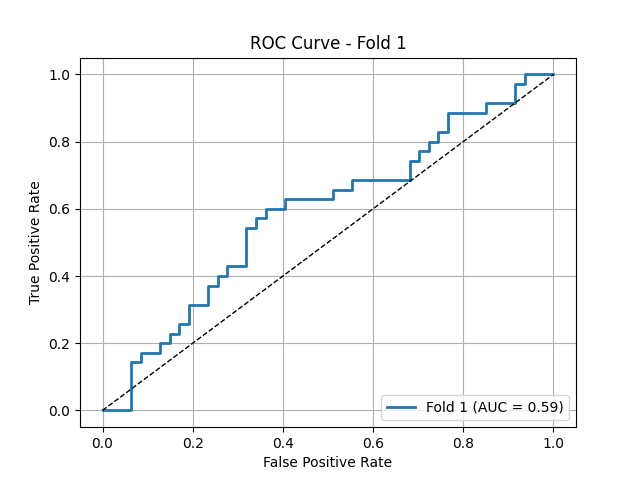 ROC Curve - Fold 1
True Positive Rate
1.0
0.8
0.6
0.4
0.2
0.0
Fold 1 (AUC = 0.59)
0.0 0.2 0.4 0.6 0.8 1.0
False Positive Rate